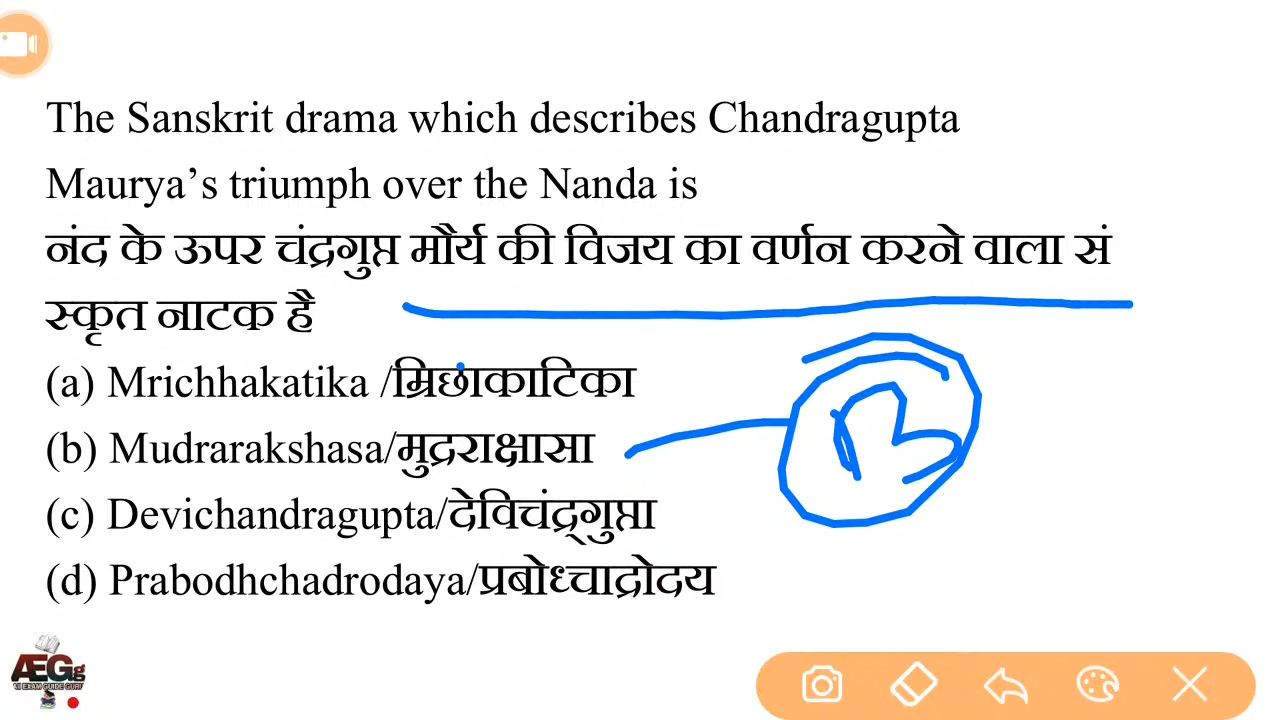 The Sanskrit drama which describes Chandragupta
Maurya’s triumph over the Nanda is
नंद के ऊपर चंद्रगुप्त मौर्य की विजय का वर्णन करने वाला सं
स्कृत नाटक है
(a) Mrichhakatika /म्रिछाकाटिका
(b) Mudrarakshasa/मुद्रराक्षासा
(c) Devichandragupta/देविचंद्र्गुप्ता
(d) Prabodhchadrodaya/प्रबोध्चाद्रोदय
B
ÆGg